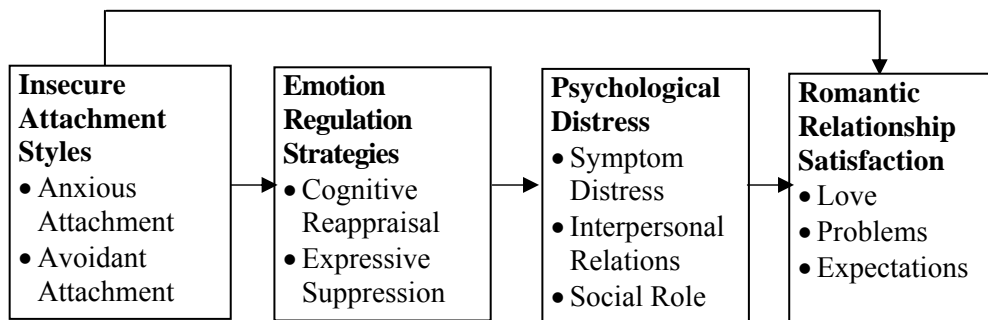 Insecure
Attachment
Styles
• Anxious
Attachment
• Avoidant
Attachment
Emotion
Regulation
Strategies
• Cognitive
Reappraisal
• Expressive
Suppression
Psychological
Distress
• Symptom
Distress
• Interpersonal
Relations
• Social Role
Romantic
Relationship
Satisfaction
• Love
• Problems
• Expectations